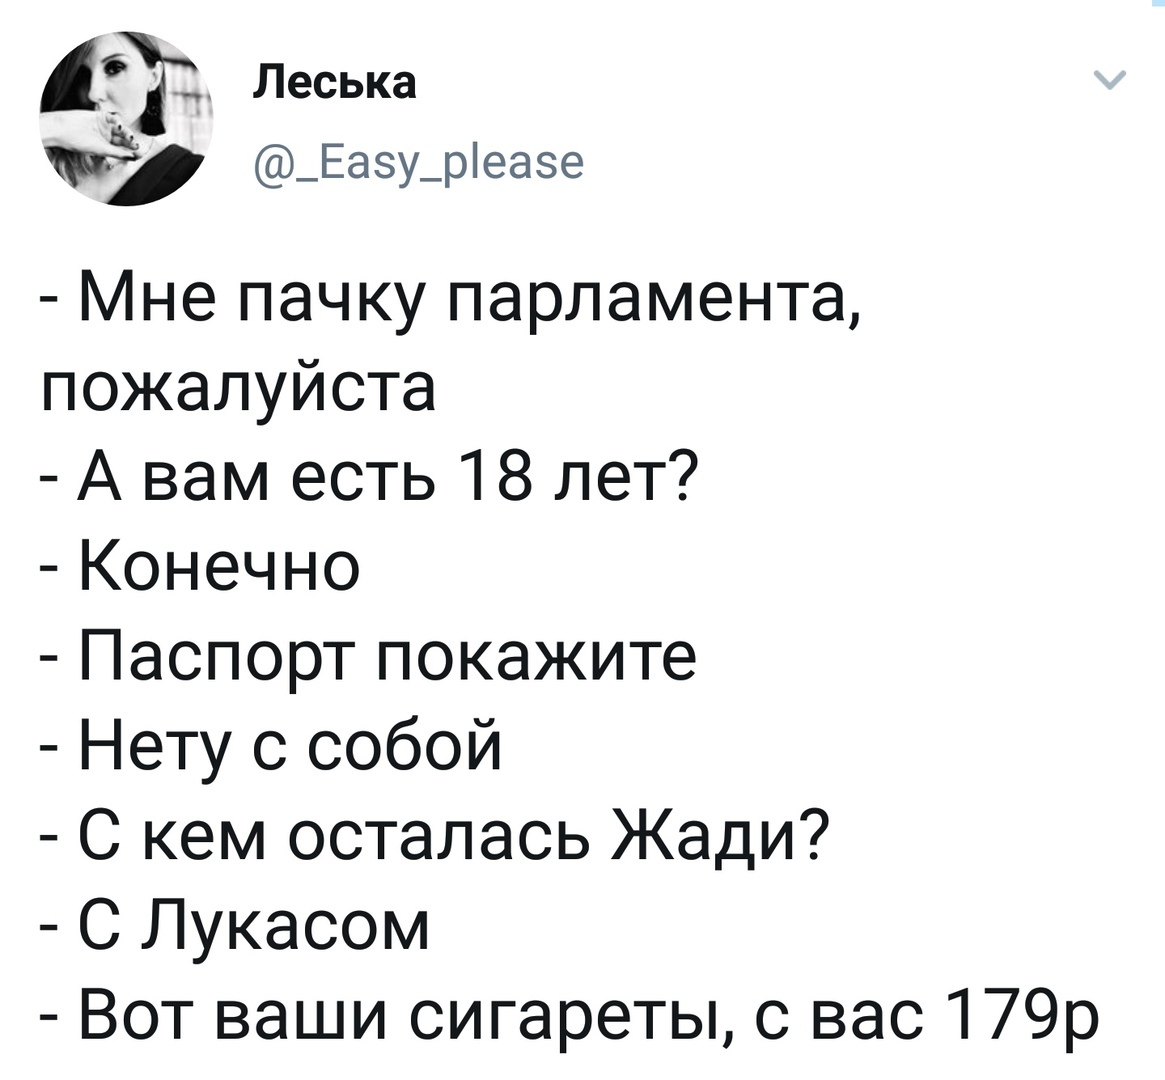 Леська
@_Easy_please
- Мне пачку парламента,
пожалуйста
- А вам есть 18 лет?
- Конечно
- Паспорт покажите
- Нету с собой
- С кем осталась Жади?
- С Лукасом
- Вот ваши сигареты, с вас 179р